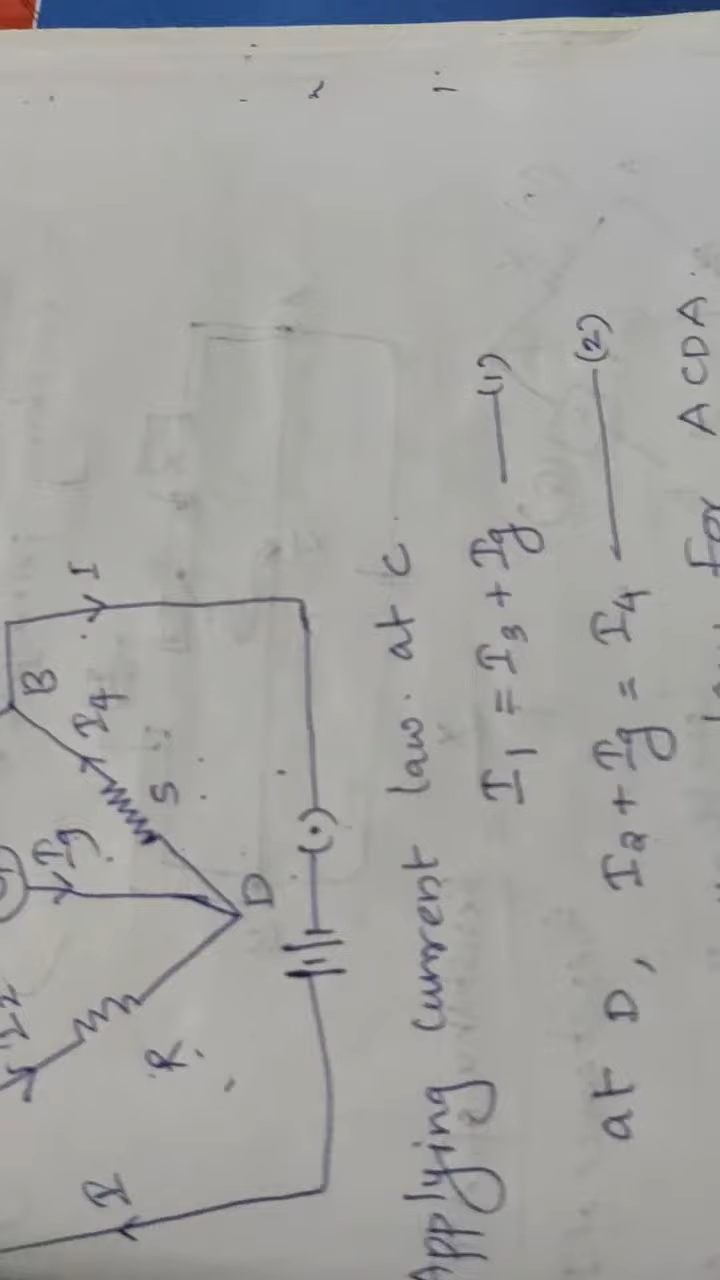 B
I
I4
Ig
S
I2
R
D
(•)
I
Applying current law. at C.
I1 = I3 + Ig —(1)
at D, I2 + Ig = I4 —(2)
for ACDA.